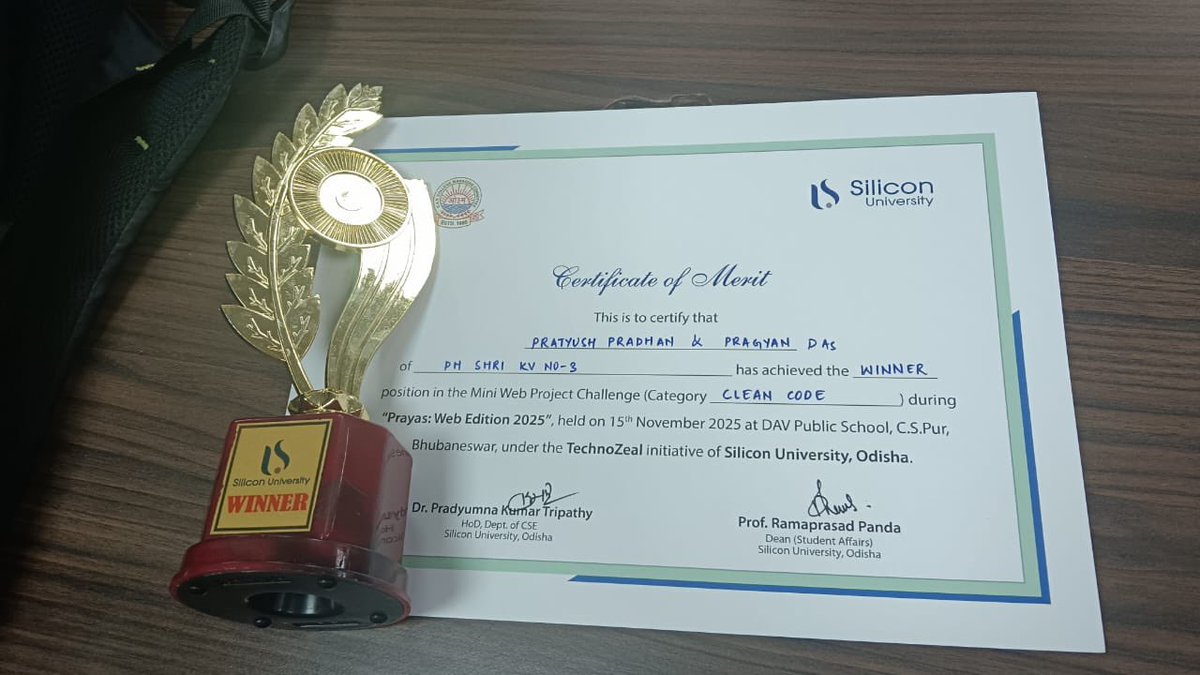 Silicon
University
Certificate of Merit
This is to certify that
PRATYUSH PRADHAN & PRAGYAN DAS
of PM SHRI KV NO-3 has achieved the WINNER
position in the Mini Web Project Challenge (Category CLEAN CODE ) during
“Prayas: Web Edition 2025”, held on 15th November 2025 at DAV Public School, C.S.Pur,
Bhubaneswar, under the TechnoZeal initiative of Silicon University, Odisha.
Dr. Pradyumna Kumar Tripathy
HoD, Dept. of CSE
Silicon University, Odisha
Prof. Ramaprasad Panda
Dean (Student Affairs)
Silicon University, Odisha
Silicon University
WINNER